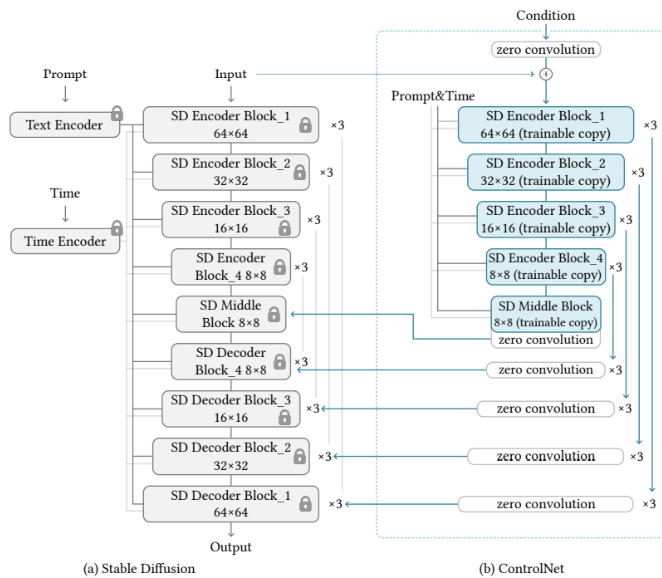 Condition
zero convolution
Prompt
Input
+
Prompt&Time
Text Encoder
SD Encoder Block_1
64×64
×3
SD Encoder Block_1
64×64 (trainable copy)
×3
SD Encoder Block_2
32×32
×3
SD Encoder Block_2
32×32 (trainable copy)
×3
Time
Time Encoder
SD Encoder Block_3
16×16
×3
SD Encoder Block_3
16×16 (trainable copy)
×3
SD Encoder
Block_4 8×8
×3
SD Encoder Block_4
8×8 (trainable copy)
×3
SD Middle
Block 8×8
SD Middle Block
8×8 (trainable copy)
zero convolution
SD Decoder
Block_4 8×8
×3
zero convolution
×3
SD Decoder Block_3
16×16
×3
zero convolution
×3
SD Decoder Block_2
32×32
×3
zero convolution
×3
SD Decoder Block_1
64×64
×3
zero convolution
×3
Output
(a) Stable Diffusion
(b) ControlNet